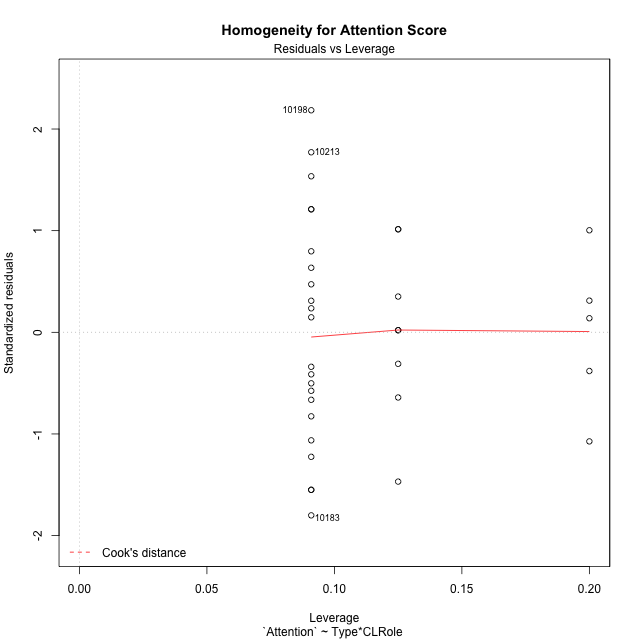 Homogeneity for Attention Score
Residuals vs Leverage
Standardized residuals
2
1
0
-1
-2
10198
10213
10183
Cook's distance
0.00 0.05 0.10 0.15 0.20
Leverage
`Attention` ~ Type*CLRole